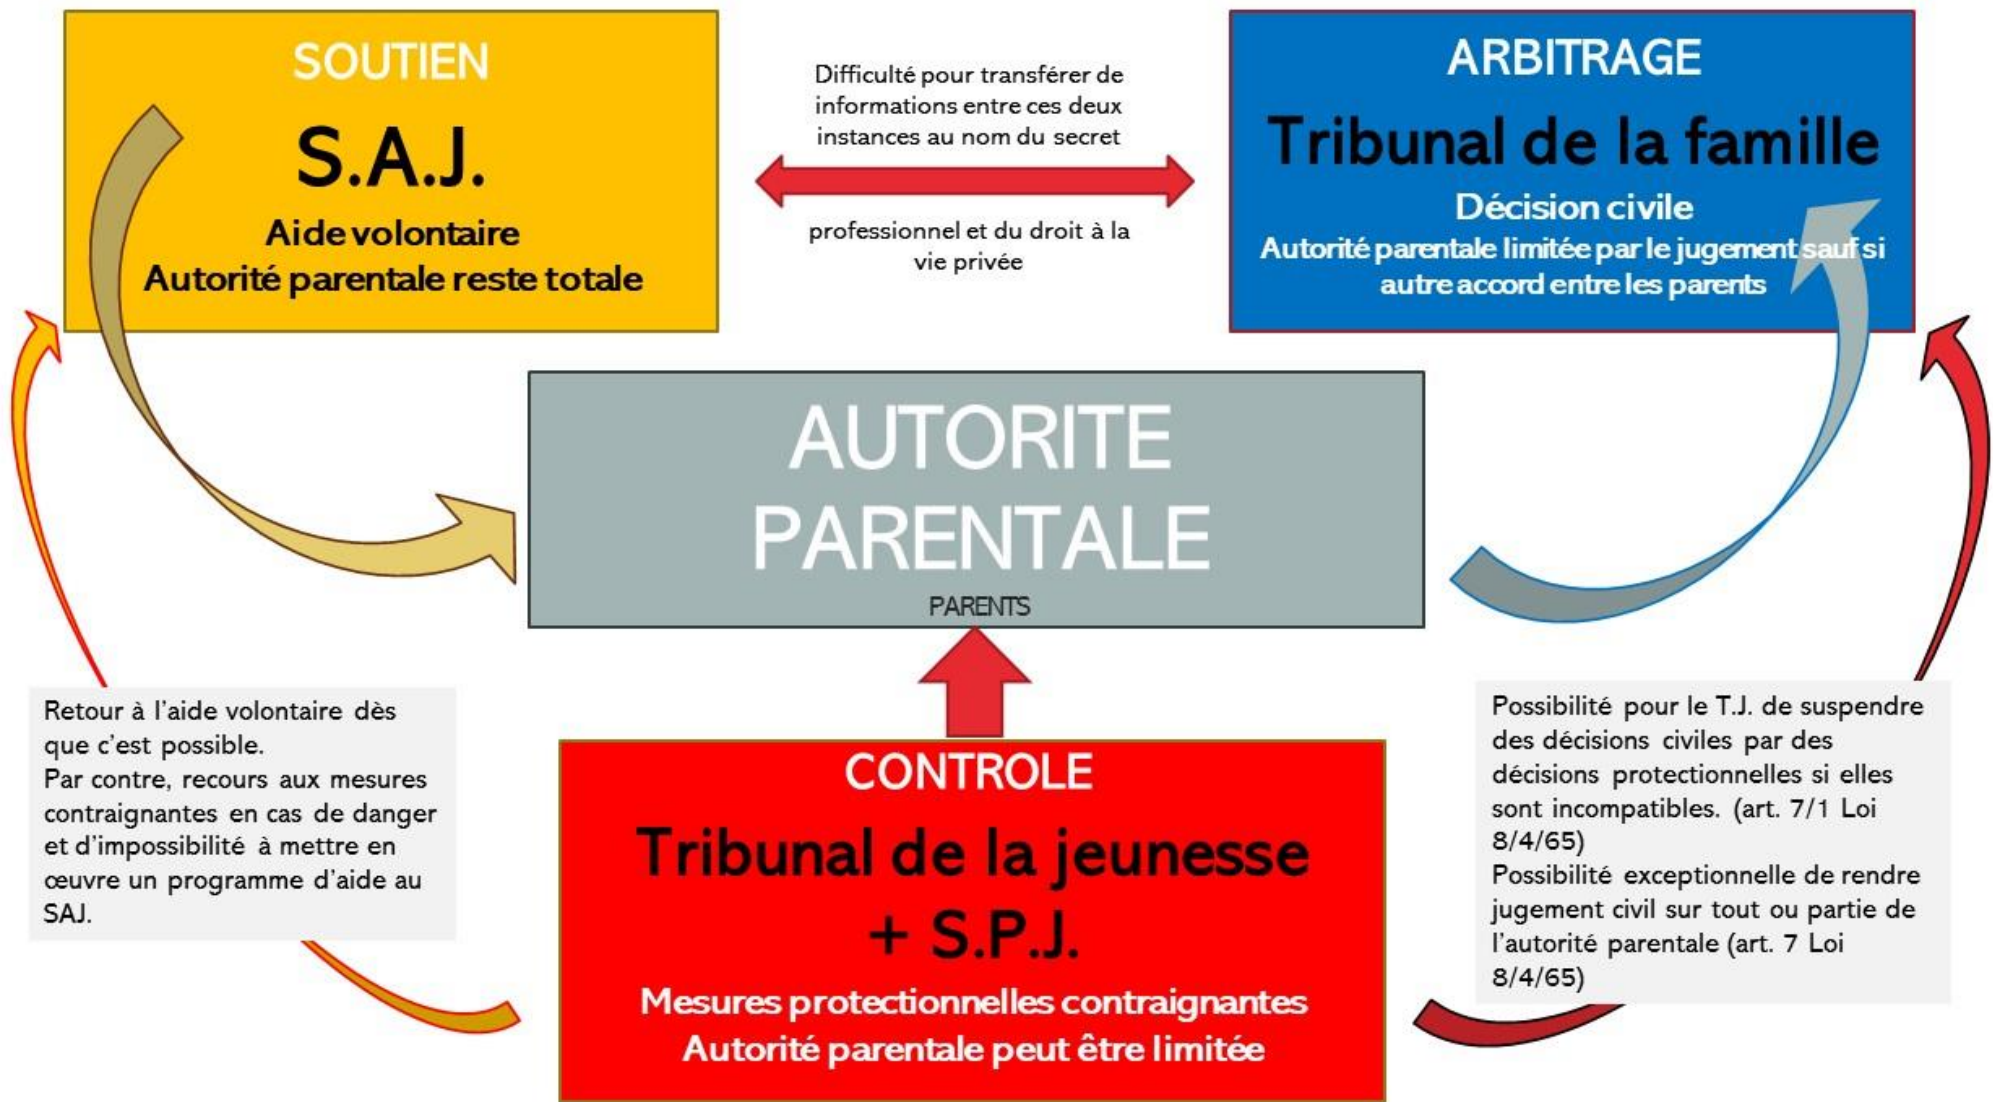 SOUTIEN
S.A.J.
Aide volontaire
Autorité parentale reste totale
Difficulté pour transférer de
informations entre ces deux
instances au nom du secret
professionnel et du droit à la
vie privée
ARBITRAGE
Tribunal de la famille
Décision civile
Autorité parentale limitée par le jugement sauf si
autre accord entre les parents
AUTORITE
PARENTALE
PARENTS
Retour à l'aide volontaire dès
que c'est possible.
Par contre, recours aux mesures
contraignantes en cas de danger
et d'impossibilité à mettre en
œuvre un programme d'aide au
SAJ.
CONTROLE
Tribunal de la jeunesse
+ S.P.J.
Mesures protectionnelles contraignantes
Autorité parentale peut être limitée
Possibilité pour le T.J. de suspendre
des décisions civiles par des
décisions protectionnelles si elles
sont incompatibles. (art. 7/1 Loi
8/4/65)
Possibilité exceptionnelle de rendre
jugement civil sur tout ou partie de
l'autorité parentale (art. 7 Loi
8/4/65)